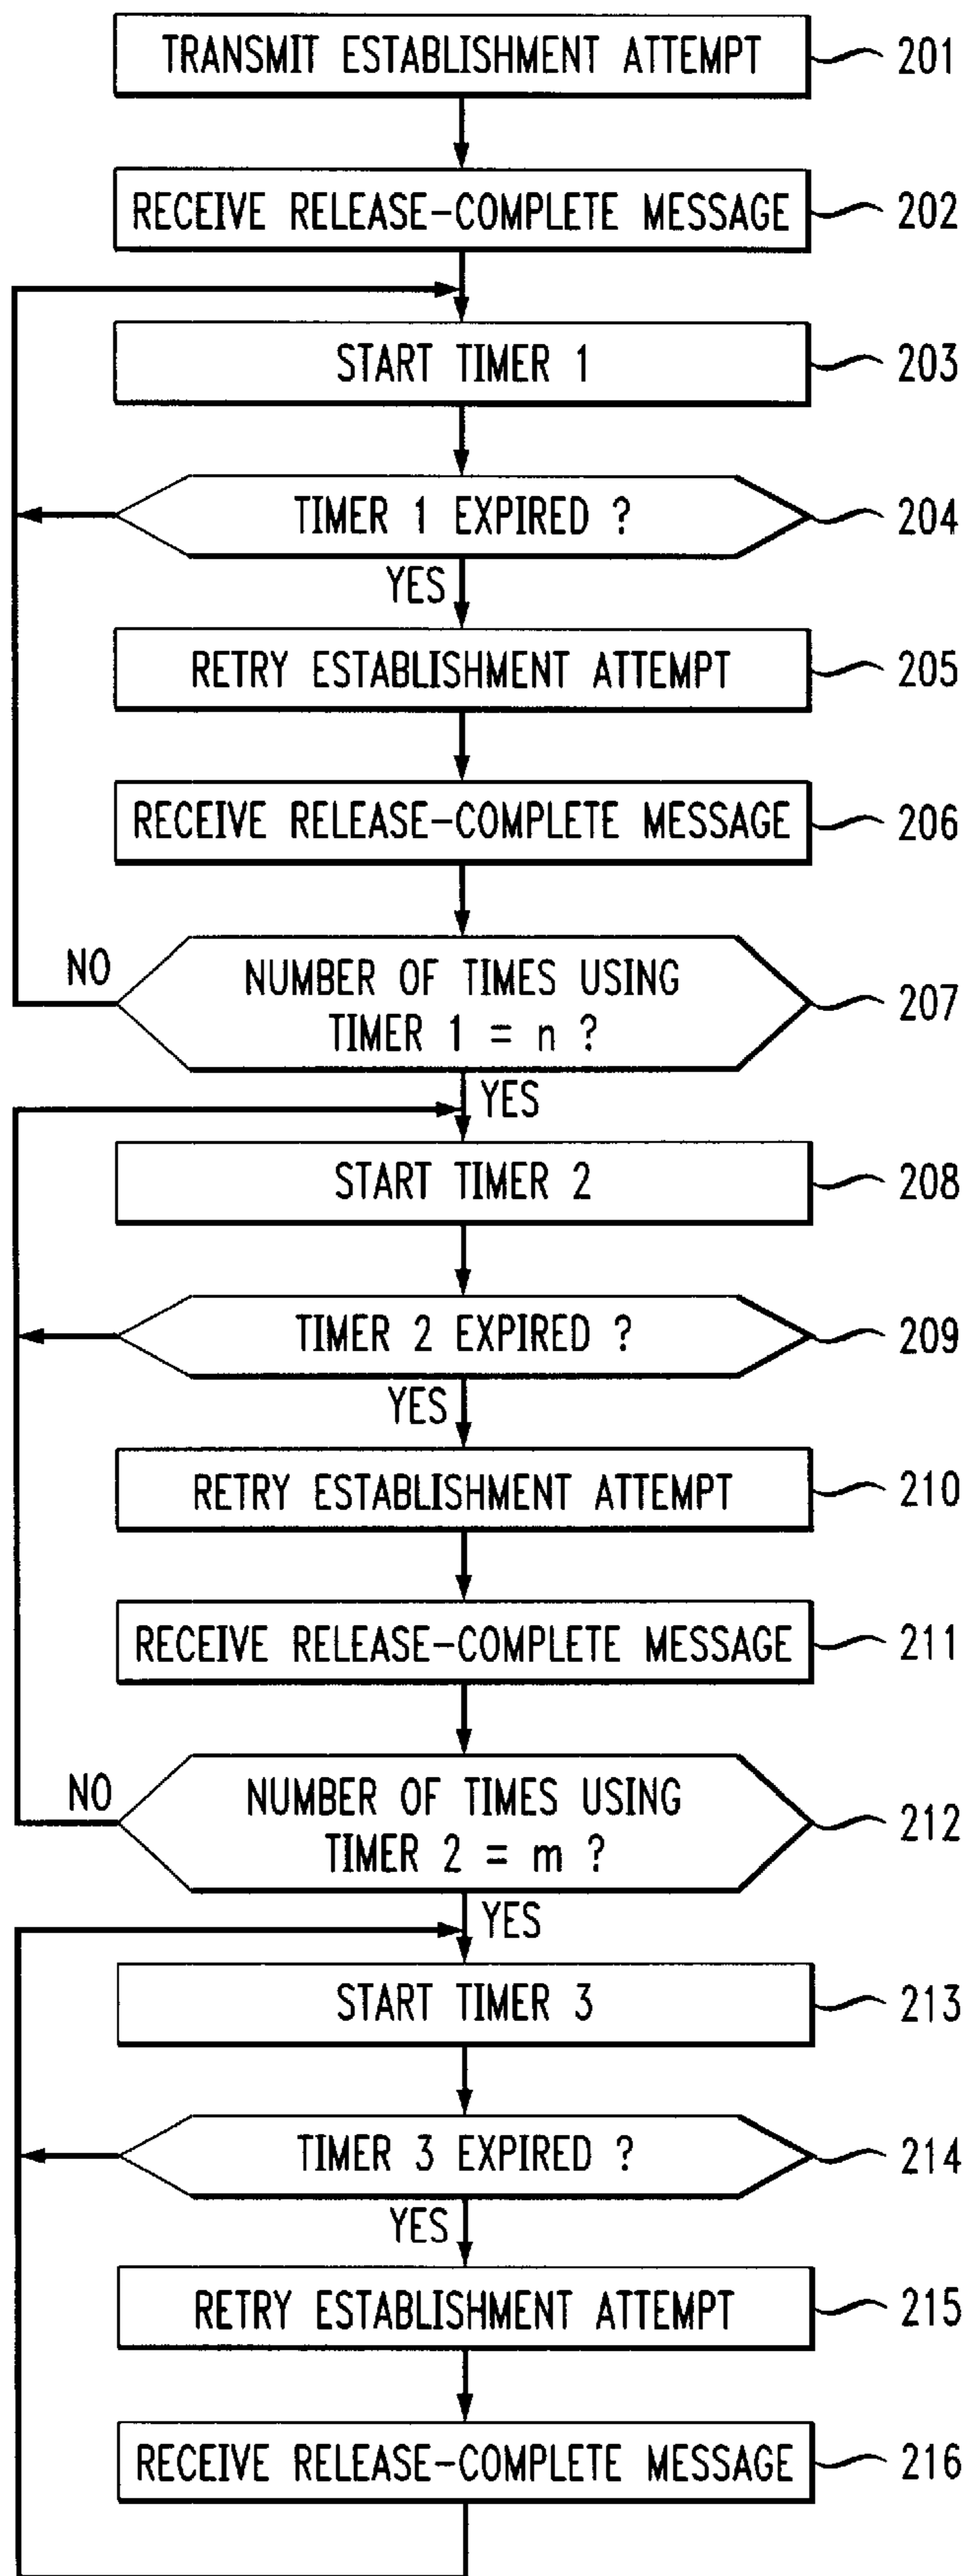 TRANSMIT ESTABLISHMENT ATTEMPT 201
RECEIVE RELEASE-COMPLETE MESSAGE 202
START TIMER 1 203
TIMER 1 EXPIRED ? 204
YES
RETRY ESTABLISHMENT ATTEMPT 205
RECEIVE RELEASE-COMPLETE MESSAGE 206
NO
NUMBER OF TIMES USING
TIMER 1 = n ? 207
YES
START TIMER 2 208
TIMER 2 EXPIRED ? 209
YES
RETRY ESTABLISHMENT ATTEMPT 210
RECEIVE RELEASE-COMPLETE MESSAGE 211
NO
NUMBER OF TIMES USING
TIMER 2 = m ? 212
YES
START TIMER 3 213
TIMER 3 EXPIRED ? 214
YES
RETRY ESTABLISHMENT ATTEMPT 215
RECEIVE RELEASE-COMPLETE MESSAGE 216